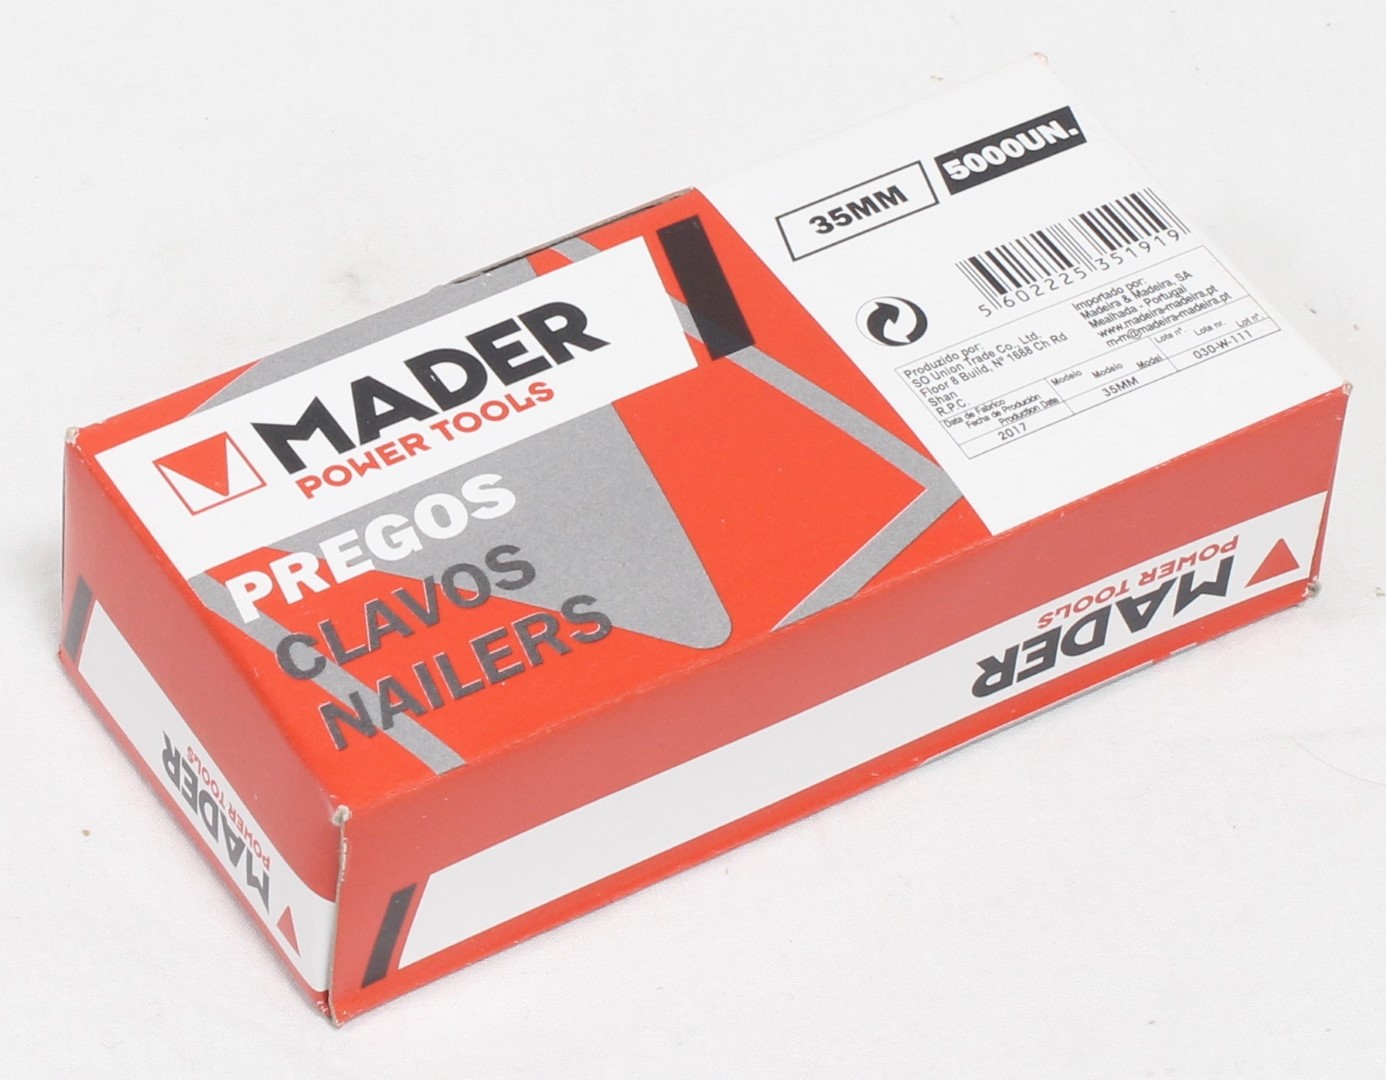 MADER
POWER TOOLS
PREGOS
CLAVOS
NAILERS
35MM
5000UN.
5 602225 351919
Produzido por:
SO Union Trade Co., Ltd.
Floor 8 Build, Nº 1688 Ch Rd
Shan
R.P.C.
Importado por:
Madeira & Madeira, SA
Mealhada - Portugal
www.madeira-madeira.pt
m-m@madeira-madeira.pt
Data de Fabrico
Fecha de Produción
Production Date
2017
Modelo Modelo Model
35MM
Lote nº. Lote nr. Lot nº.
030-W-111
MADER
POWER TOOLS
MADER
POWER TOOLS